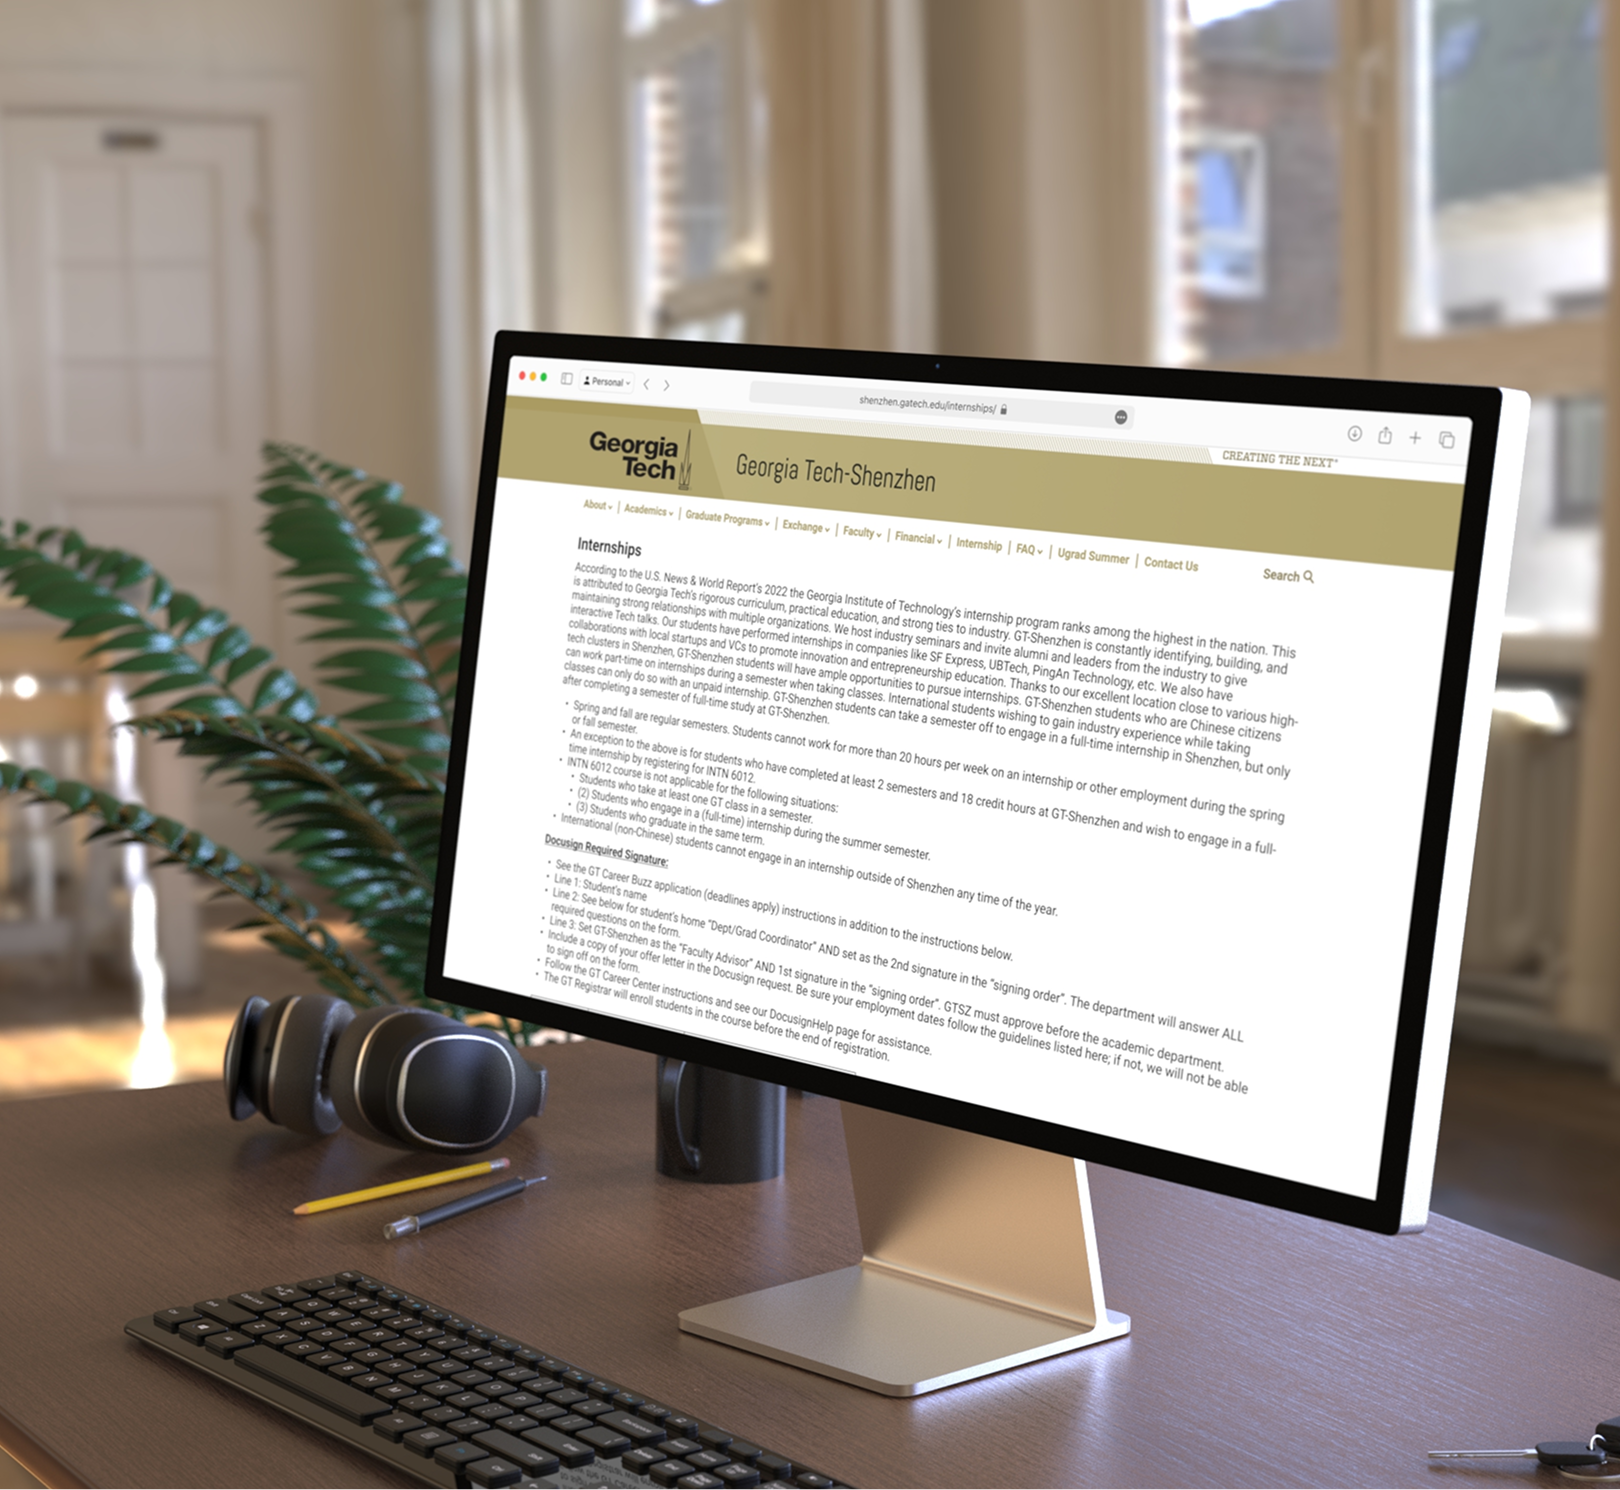 Personal
shenzhen.gatech.edu/internships/
CREATING THE NEXT®
Georgia
Tech
Georgia Tech-Shenzhen
About | Academics | Graduate Programs | Exchange | Faculty | Financial | Internship | FAQ | Ugrad Summer | Contact Us
Search
Internships
According to the U.S. News & World Report's 2022 the Georgia Institute of Technology's internship program ranks among the highest in the nation. This
is attributed to Georgia Tech's rigorous curriculum, practical education, and strong ties to industry. GT-Shenzhen is constantly identifying, building, and
maintaining strong relationships with multiple organizations. We host industry seminars and invite alumni and leaders from the industry to give
interactive Tech talks. Our students have performed internships in companies like SF Express, UBTech, PingAn Technology, etc. We also have
collaborations with local startups and VCs to promote innovation and entrepreneurship education. Thanks to our excellent location close to various high-
tech clusters in Shenzhen, GT-Shenzhen students will have ample opportunities to pursue internships. GT-Shenzhen students who are Chinese citizens
can work part-time on internships during a semester when taking classes. International students wishing to gain industry experience while taking
classes can only do so with an unpaid internship. GT-Shenzhen students can take a semester off to engage in a full-time internship in Shenzhen, but only
after completing a semester of full-time study at GT-Shenzhen.
• Spring and fall are regular semesters. Students cannot work for more than 20 hours per week on an internship or other employment during the spring
or fall semester.
• An exception to the above is for students who have completed at least 2 semesters and 18 credit hours at GT-Shenzhen and wish to engage in a full-
time internship by registering for INTN 6012.
• INTN 6012 course is not applicable for the following situations:
• Students who take at least one GT class in a semester.
• (2) Students who engage in a (full-time) internship during the summer semester.
• (3) Students who graduate in the same term.
• International (non-Chinese) students cannot engage in an internship outside of Shenzhen any time of the year.
Docusign Required Signature:
• See the GT Career Buzz application (deadlines apply) instructions in addition to the instructions below.
• Line 1: Student's name
• Line 2: See below for student's home "Dept/Grad Coordinator" AND set as the 2nd signature in the "signing order". The department will answer ALL
required questions on the form.
• Line 3: Set GT-Shenzhen as the "Faculty Advisor" AND 1st signature in the "signing order". GTSZ must approve before the academic department.
• Include a copy of your offer letter in the Docusign request. Be sure your employment dates follow the guidelines listed here; if not, we will not be able
to sign off on the form.
• Follow the GT Career Center instructions and see our DocusignHelp page for assistance.
• The GT Registrar will enroll students in the course before the end of registration.